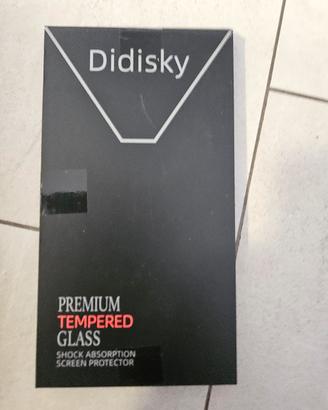 Didisky
PREMIUM
TEMPERED
GLASS
SHOCK ABSORPTION
SCREEN PROTECTOR